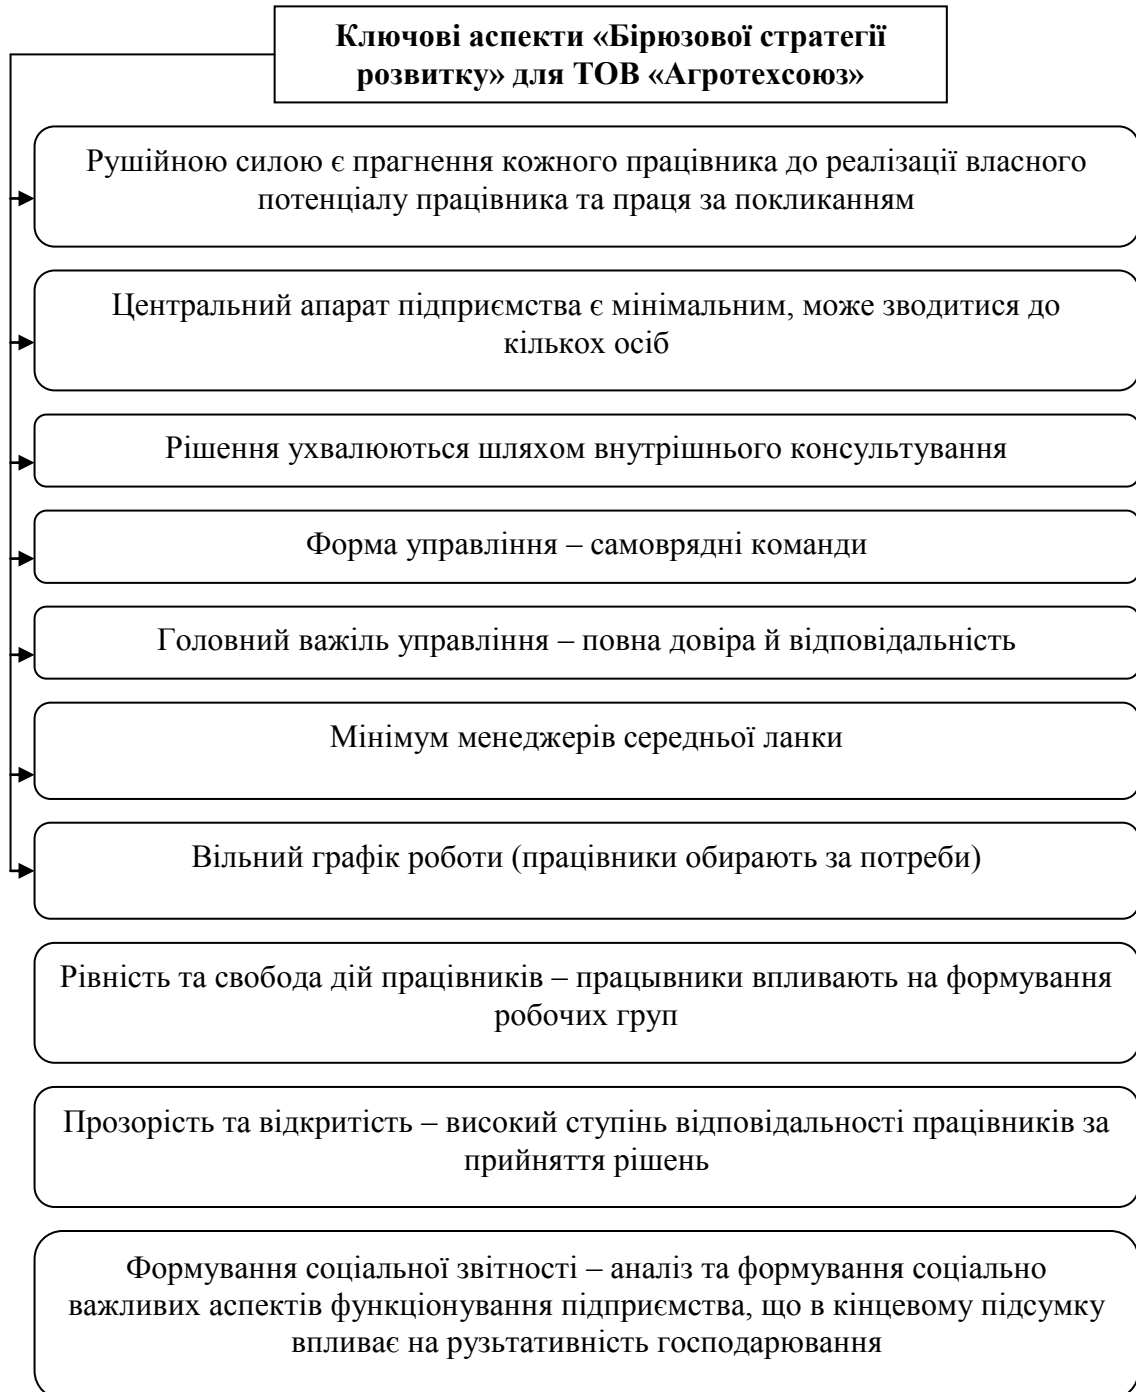 Ключові аспекти «Бірюзової стратегії
розвитку» для ТОВ «Агротехсоюз»
Рушійною силою є прагнення кожного працівника до реалізації власного
потенціалу працівника та праця за покликанням
Центральний апарат підприємства є мінімальним, може зводитися до
кількох осіб
Рішення ухвалюються шляхом внутрішнього консультування
Форма управління – самоврядні команди
Головний важіль управління – повна довіра й відповідальність
Мінімум менеджерів середньої ланки
Вільний графік роботи (працівники обирають за потреби)
Рівність та свобода дій працівників – працывники впливають на формування
робочих груп
Прозорість та відкритість – високий ступінь відповідальності працівників за
прийняття рішень
Формування соціальної звітності – аналіз та формування соціально
важливих аспектів функціонування підприємства, що в кінцевому підсумку
впливає на рузьтативність господарювання